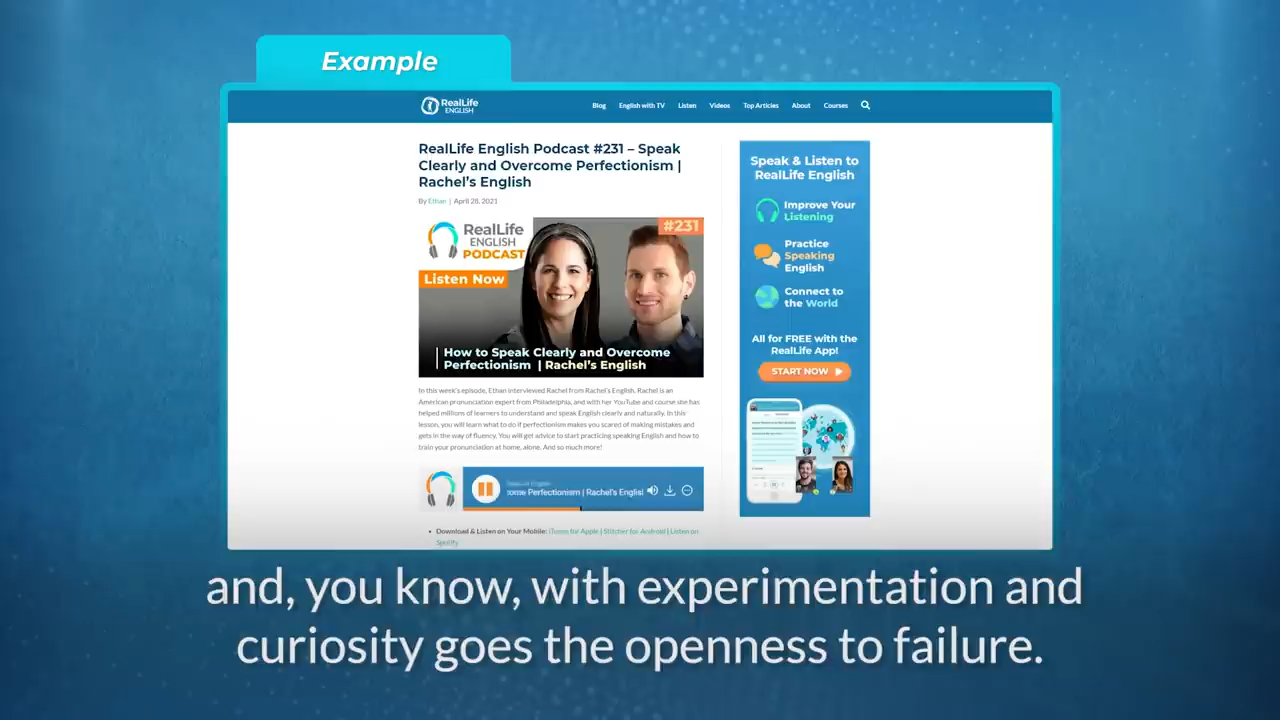 Example
RealLife
ENGLISH
Blog
English with TV
Listen
Videos
Top Articles
About
Courses
RealLife English Podcast #231 – Speak
Clearly and Overcome Perfectionism |
Rachel's English
By Ethan | April 28, 2021
RealLife
ENGLISH
PODCAST
Listen Now
#231
How to Speak Clearly and Overcome
Perfectionism | Rachel's English
In this week's episode, Ethan interviewed Rachel from Rachel's English. Rachel is an
American pronunciation expert from Philadelphia, and with her YouTube and course she has
helped millions of learners to understand and speak English clearly and naturally. In this
lesson, you will learn what to do if perfectionism makes you scared of making mistakes and
gets in the way of fluency. You will get advice to start practicing speaking English and how to
train your pronunciation at home, alone. And so much more!
ome Perfectionism | Rachel's Englis
Download & Listen on Your Mobile: iTunes for Apple | Stitcher for Android | Listen on
Spotify
Speak & Listen to
RealLife English
Improve Your
Listening
Practice
Speaking
English
Connect to
the World
All for FREE with the
RealLife App!
START NOW
and, you know, with experimentation and
curiosity goes the openness to failure.